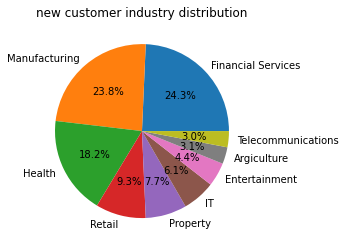 new customer industry distribution
Financial Services
24.3%
Manufacturing
23.8%
Health
18.2%
Retail
9.3%
Property
7.7%
IT
6.1%
Entertainment
4.4%
Argiculture
3.1%
Telecommunications
3.0%